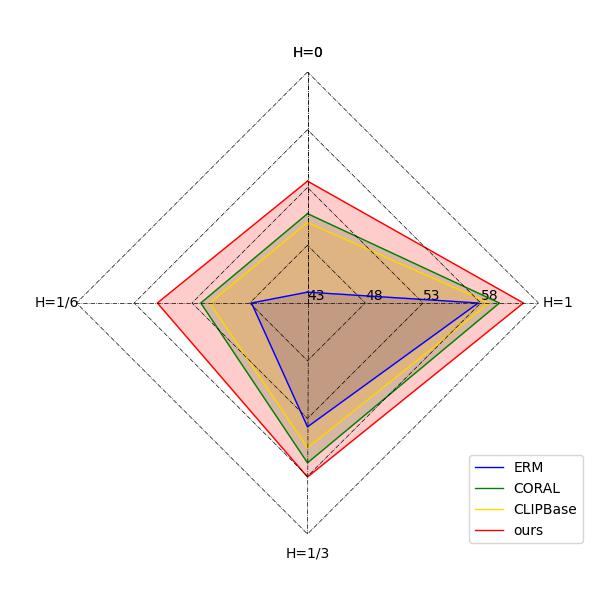 H=0
43 48 53 58
H=1/6
H=1
H=1/3
ERM
CORAL
CLIPBase
ours